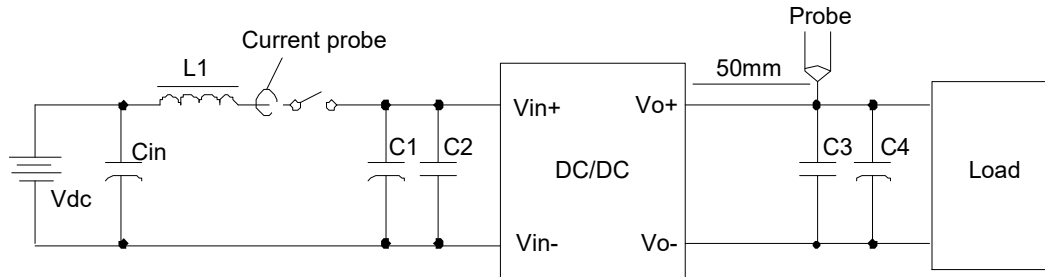 Probe
Current probe
L1
50mm
Vin+
Vo+
Cin
C1
C2
C3
C4
DC/DC
Load
Vdc
Vin-
Vo-